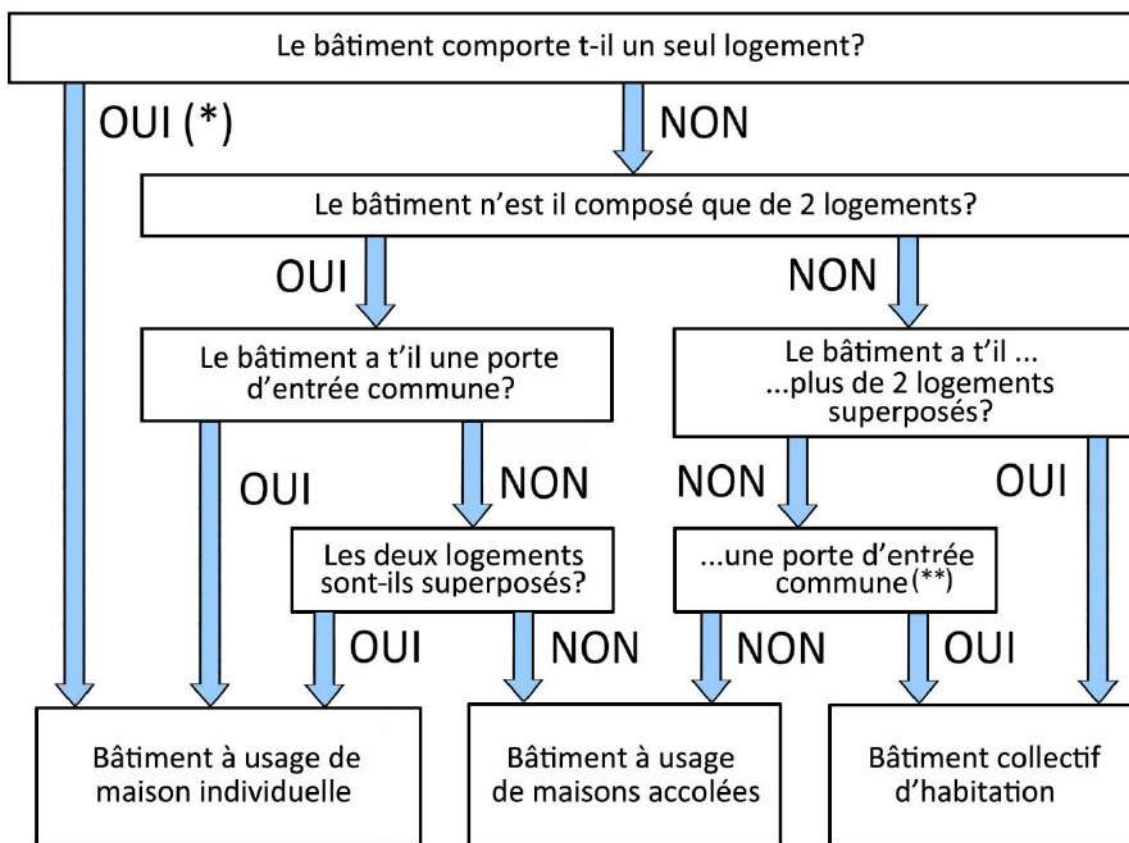 Le bâtiment comporte t-il un seul logement?
OUI (*)
NON
Le bâtiment n'est il composé que de 2 logements?
OUI
NON
Le bâtiment a t'il une porte
d'entrée commune?
Le bâtiment a t'il ...
...plus de 2 logements
superposés?
OUI
NON
NON
OUI
Les deux logements
sont-ils superposés?
...une porte d'entrée
commune(**)
OUI
NON
NON
OUI
Bâtiment à usage de
maison individuelle
Bâtiment à usage
de maisons accolées
Bâtiment collectif
d'habitation